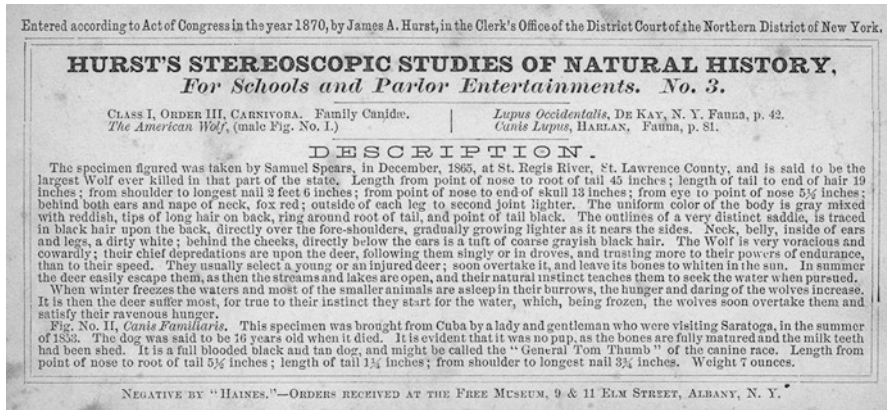 Entered according to Act of Congress in the year 1870, by James A. Hurst, in the Clerk's Office of the District Court of the Northern District of New York.
HURST'S STEREOSCOPIC STUDIES OF NATURAL HISTORY,
For Schools and Parlor Entertainments. No. 3.
CLASS I, ORDER III, CARNIVORA. Family Canidæ.
The American Wolf, (male Fig. No. I.)
Lupus Occidentalis, DE KAY, N. Y. Fauna, p. 42.
Canis Lupus, HARLAN. Fauna, p. 81.
DESCRIPTION.
The specimen figured was taken by Samuel Spears, in December, 1865, at St. Regis River, St. Lawrence County, and is said to be the
largest Wolf ever killed in that part of the state. Length from point of nose to root of tail 45 inches; length of tail to end of hair 19
inches; from shoulder to longest nail 2 feet 6 inches; from point of nose to end of skull 13 inches; from eye to point of nose 5½ inches;
behind both ears and nape of neck, fox red; outside of each leg to second joint lighter. The uniform color of the body is gray mixed
with reddish, tips of long hair on back, ring around root of tail, and point of tail black. The outlines of a very distinct saddle, is traced
in black hair upon the back, directly over the fore-shoulders, gradually growing lighter as it nears the sides. Neck, belly, inside of ears
and legs, a dirty white; behind the cheeks, directly below the ears is a tuft of coarse grayish black hair. The Wolf is very voracious and
cowardly; their chief depredations are upon the deer, following them singly or in droves, and trusting more to their powers of endurance,
than to their speed. They usually select a young or an injured deer; soon overtake it, and leave its bones to whiten in the sun. In summer
the deer easily escape them, as then the streams and lakes are open, and their natural instinct teaches them to seek the water when pursued.
When winter freezes the waters and most of the smaller animals are asleep in their burrows, the hunger and daring of the wolves increase.
It is then the deer suffer most, for true to their instinct they start for the water, which, being frozen, the wolves soon overtake them and
satisfy their ravenous hunger.
Fig. No. II, Canis Familiaris. This specimen was brought from Cuba by a lady and gentleman who were visiting Saratoga, in the summer
of 1853. The dog was said to be 16 years old when it died. It is evident that it was no pup, as the bones are fully matured and the milk teeth
had been shed. It is a full blooded black and tan dog, and might be called the "General Tom Thumb" of the canine race. Length from
point of nose to root of tail 5½ inches; length of tail 1¼ inches; from shoulder to longest nail 3¾ inches. Weight 7 ounces.
NEGATIVE BY "HAINES."—ORDERS RECEIVED AT THE FREE MUSEUM, 9 & 11 ELM STREET, ALBANY, N. Y.